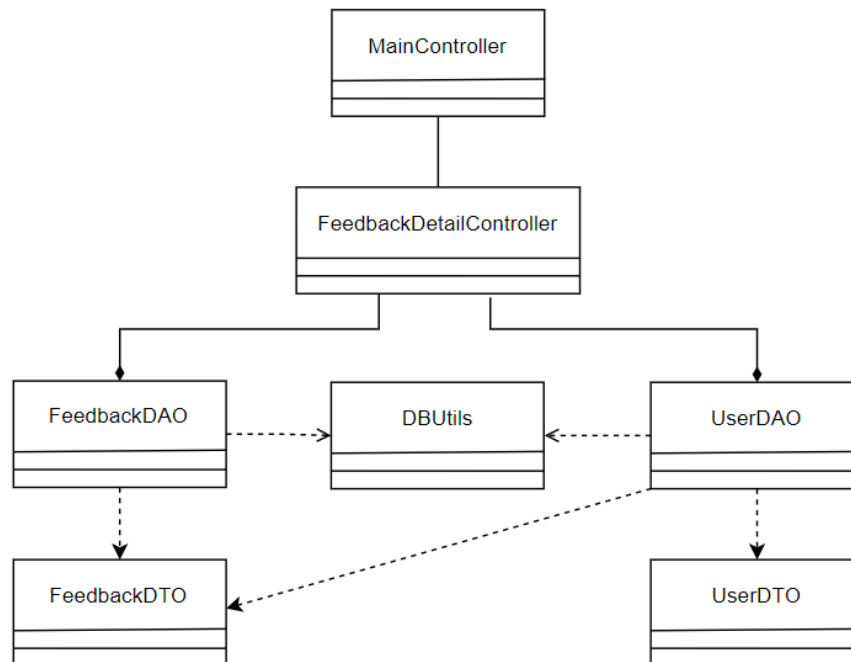 MainController
FeedbackDetailController
FeedbackDAO
DBUtils
UserDAO
FeedbackDTO
UserDTO